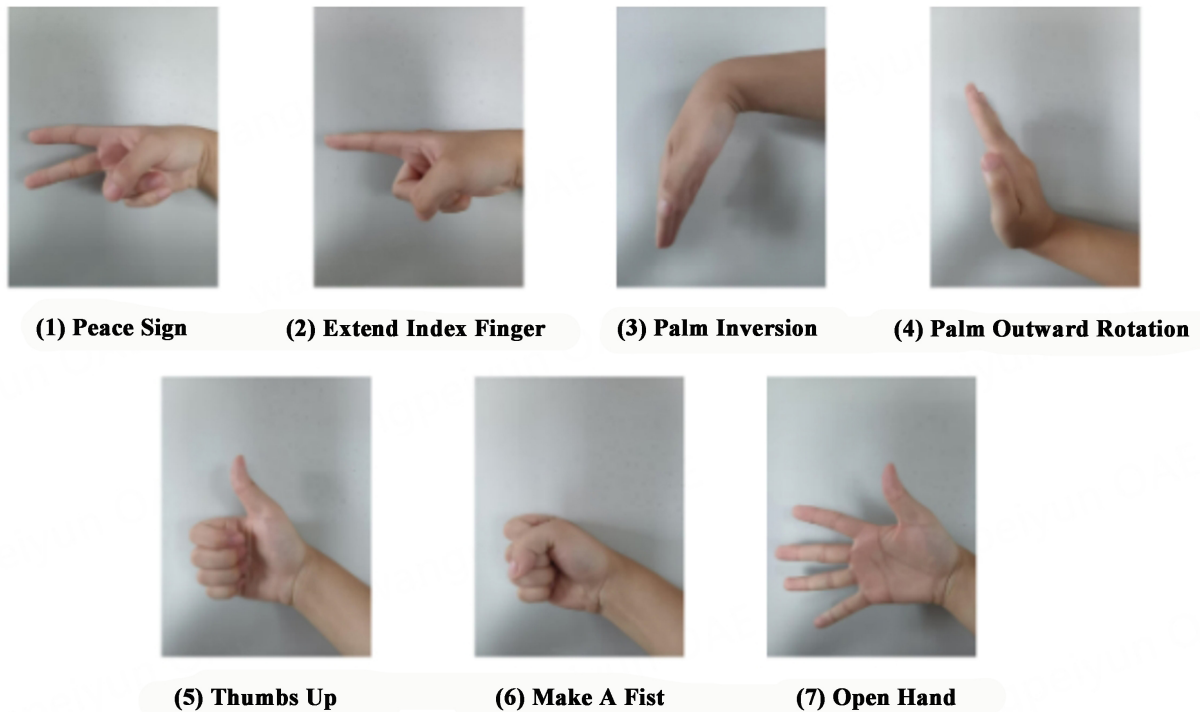 (1) Peace Sign
(2) Extend Index Finger
(3) Palm Inversion
(4) Palm Outward Rotation
(5) Thumbs Up
(6) Make A Fist
(7) Open Hand